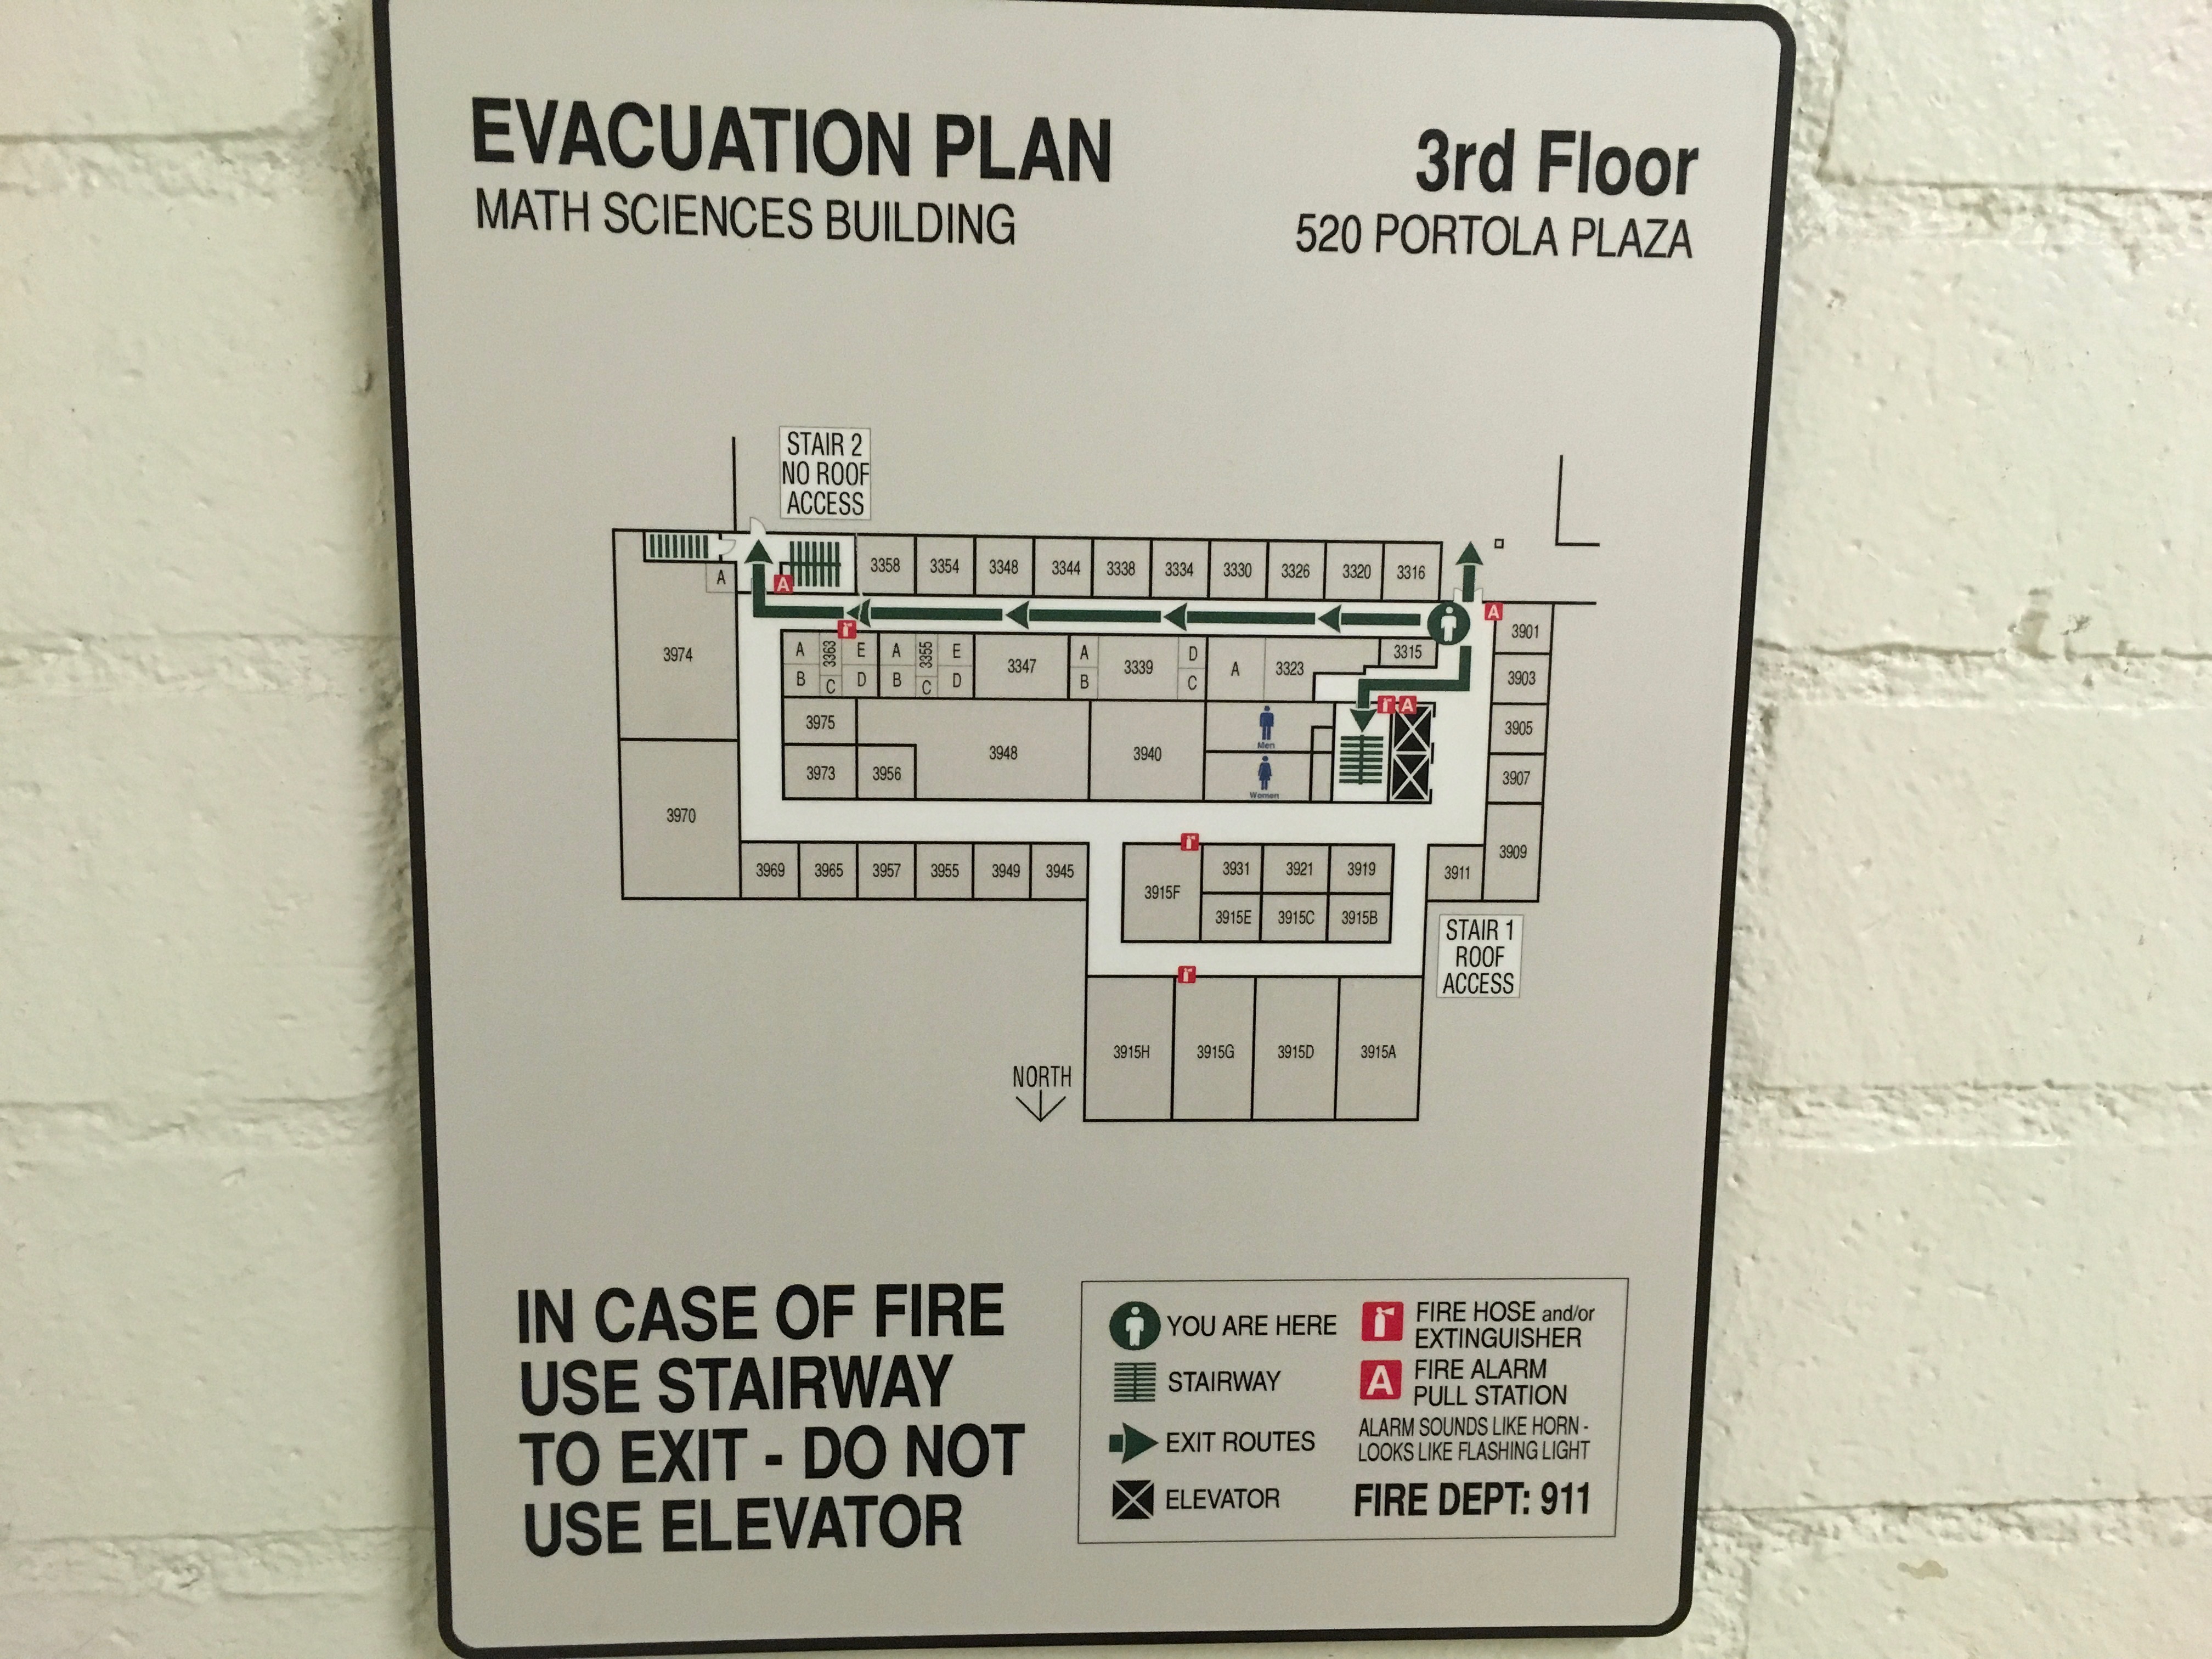 EVACUATION PLAN
MATH SCIENCES BUILDING
3rd Floor
520 PORTOLA PLAZA
STAIR 2
NO ROOF
ACCESS
3358 3354 3348 3344 3338 3334 3330 3326 3320 3316
A
A
A
3901
3974
A 3363 E A 3355 E 3347 A 3339 D A 3323 3315
B C D B C D B C
3903
A
3975
Men
3905
3948 3940
3973 3956
Women
3907
3970
3969 3965 3957 3955 3949 3945
3915F 3931 3921 3919
3911 3909
3915E 3915C 3915B
STAIR 1
ROOF
ACCESS
3915H 3915G 3915D 3915A
NORTH
IN CASE OF FIRE
USE STAIRWAY
TO EXIT - DO NOT
USE ELEVATOR
YOU ARE HERE
STAIRWAY
EXIT ROUTES
ELEVATOR
FIRE HOSE and/or
EXTINGUISHER
A FIRE ALARM
PULL STATION
ALARM SOUNDS LIKE HORN -
LOOKS LIKE FLASHING LIGHT
FIRE DEPT: 911